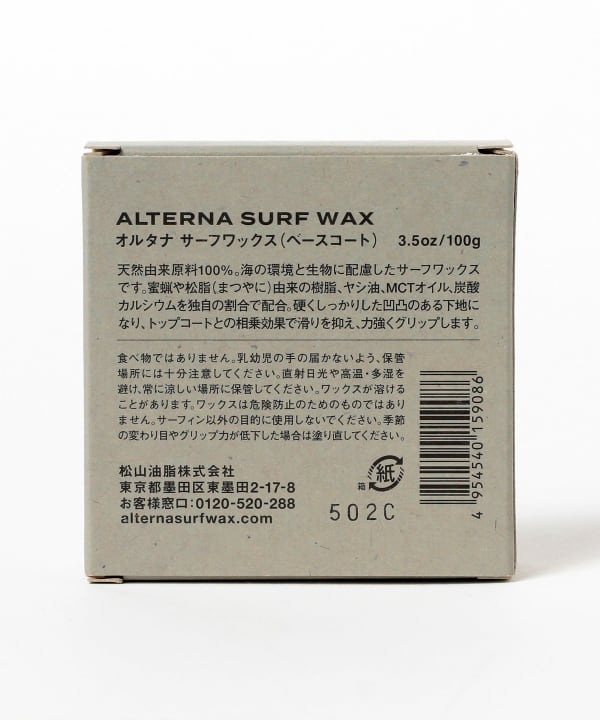 ALTERNA SURF WAX
オルタナ サーフワックス(ベースコート) 3.5oz/100g
天然由来原料100%。海の環境と生物に配慮したサーフワックス
です。蜜蝋や松脂(まつやに)由来の樹脂、ヤシ油、MCTオイル、炭酸
カルシウムを独自の割合で配合。硬くしっかりした凹凸のある下地に
なり、トップコートとの相乗効果で滑りを抑え、力強くグリップします。
食べ物ではありません。乳幼児の手の届かないよう、保管
場所には十分注意してください。直射日光や高温・多湿を
避け、常に涼しい場所に保管してください。ワックスが溶ける
ことがあります。ワックスは危険防止のためのものではあり
ません。サーフィン以外の目的に使用しないでください。季節
の変わり目やグリップ力が低下した場合は塗り直してください。
松山油脂株式会社
東京都墨田区東墨田2-17-8
お客様窓口:0120-520-288
alternasurfwax.com
紙
箱
502C
4 954540 159086